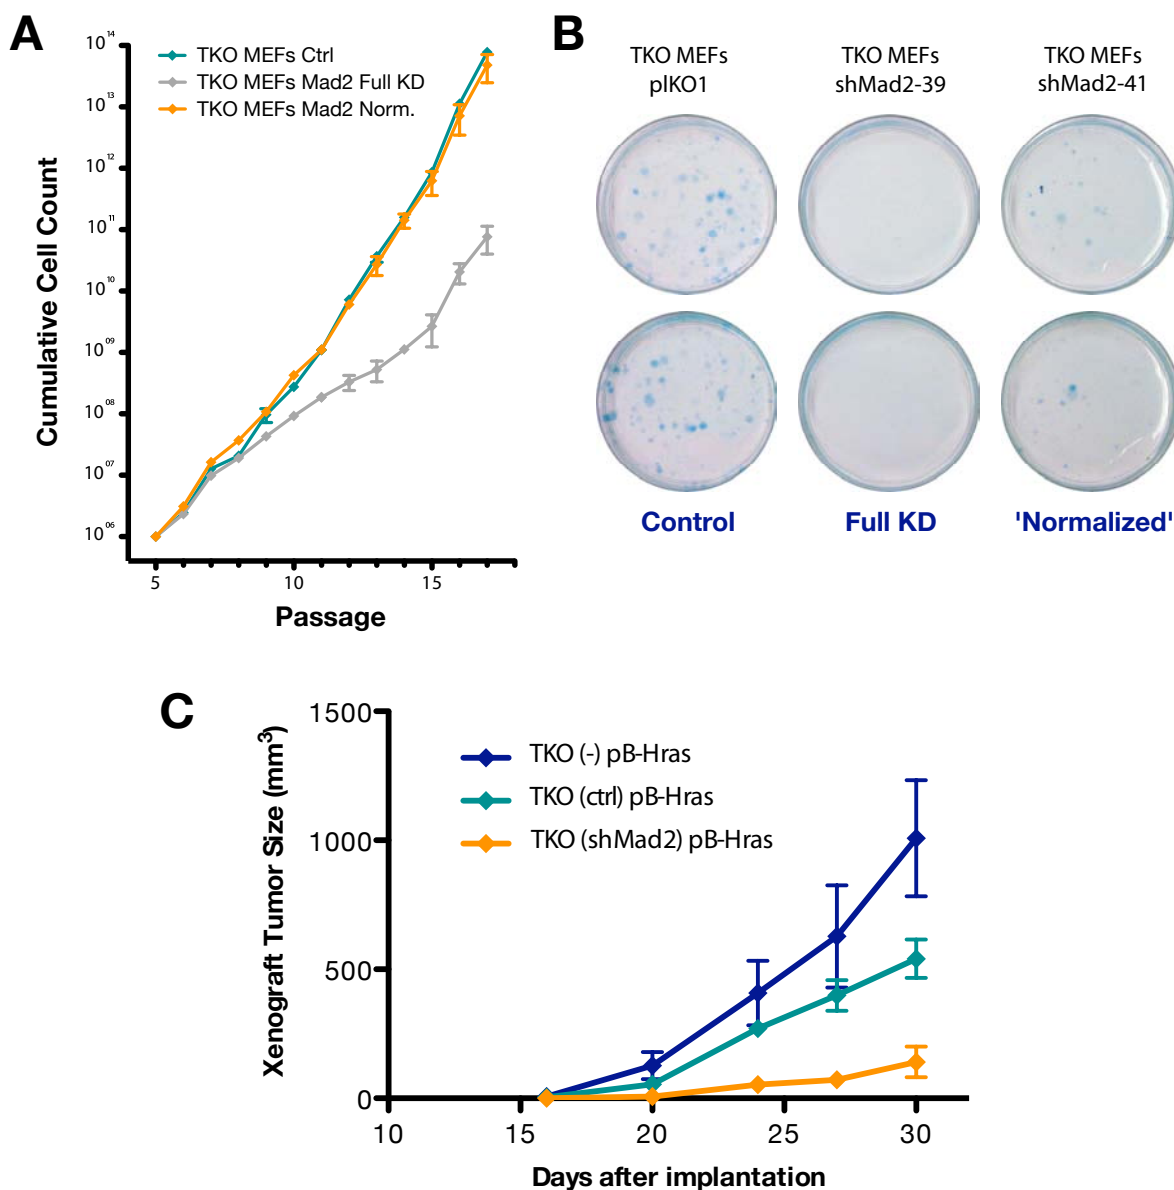 A
TKO MEFs Ctrl
TKO MEFs Mad2 Full KD
TKO MEFs Mad2 Norm.
Cumulative Cell Count
10¹⁴
10¹³
10¹²
10¹¹
10¹⁰
10⁰⁹
10⁰⁸
10⁰⁷
10⁰⁶
5
10
15
Passage
B
TKO MEFs
plKO1
TKO MEFs
shMad2-39
TKO MEFs
shMad2-41
Control
Full KD
'Normalized'
C
Xenograft Tumor Size (mm³)
1500
1000
500
0
TKO (-) pB-Hras
TKO (ctrl) pB-Hras
TKO (shMad2) pB-Hras
10
15
20
25
30
Days after implantation